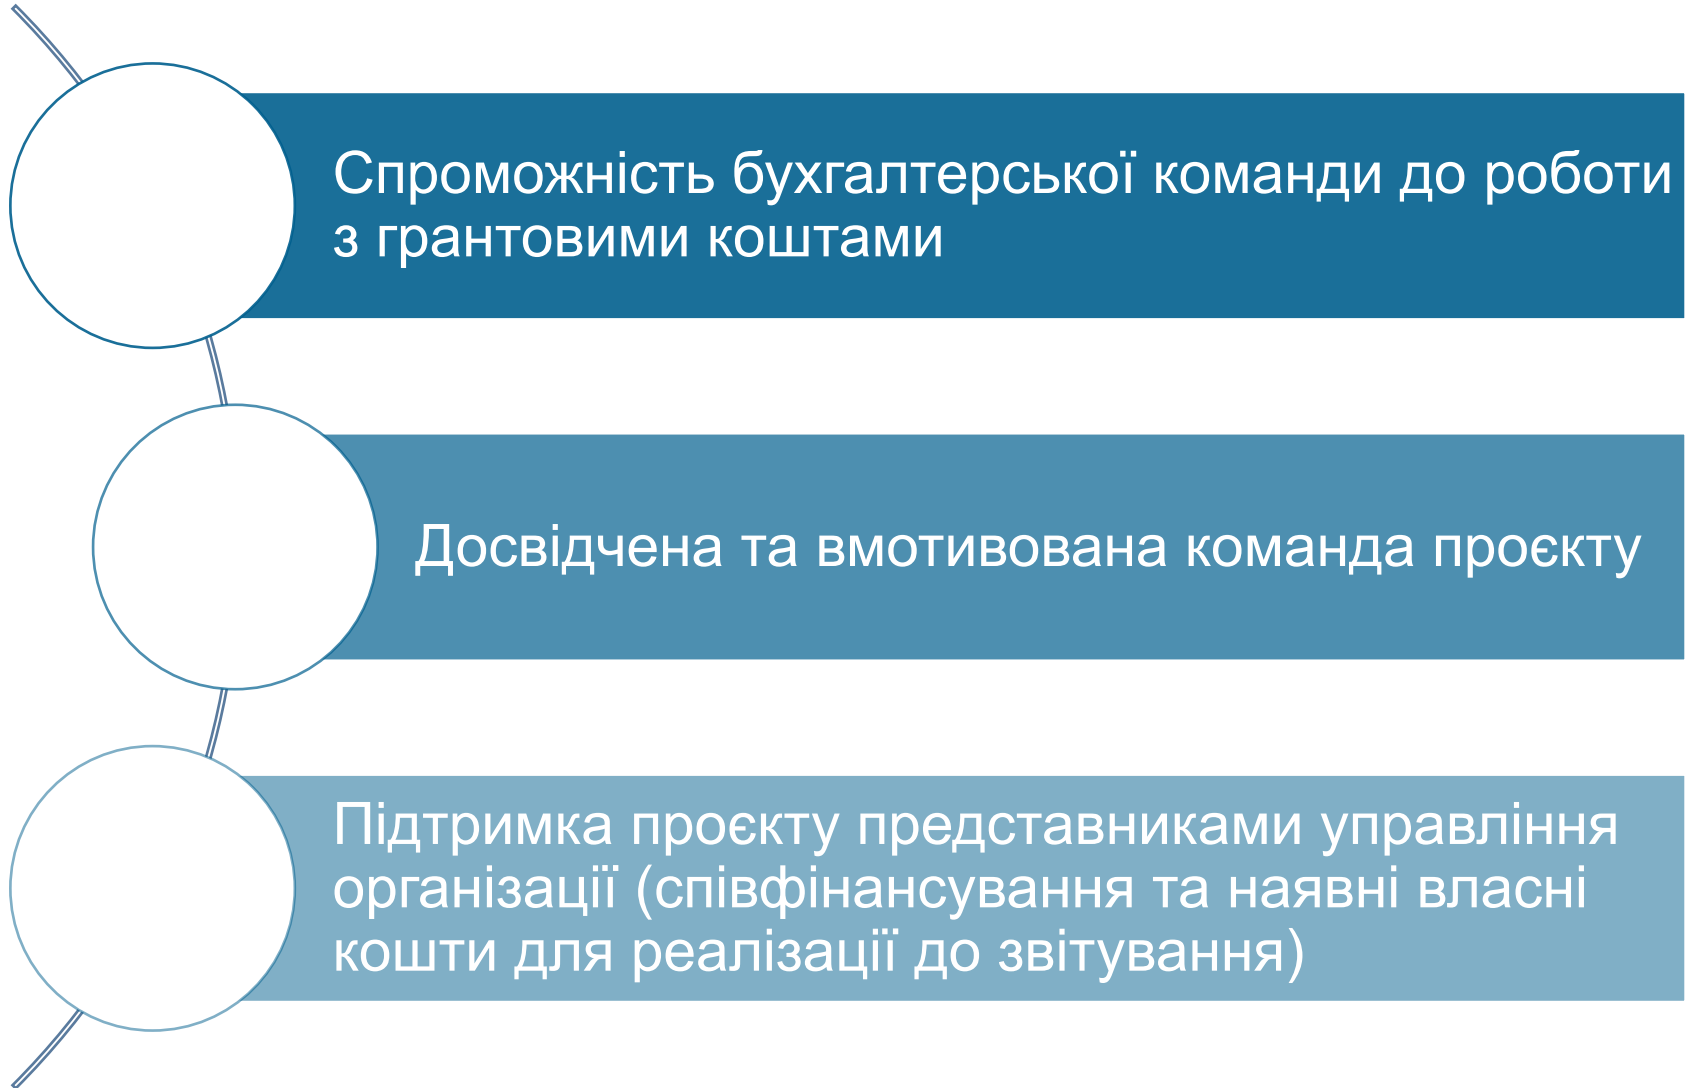 Спроможність бухгалтерської команди до роботи
з грантовими коштами
Досвідчена та вмотивована команда проєкту
Підтримка проєкту представниками управління
організації (співфінансування та наявні власні
кошти для реалізації до звітування)